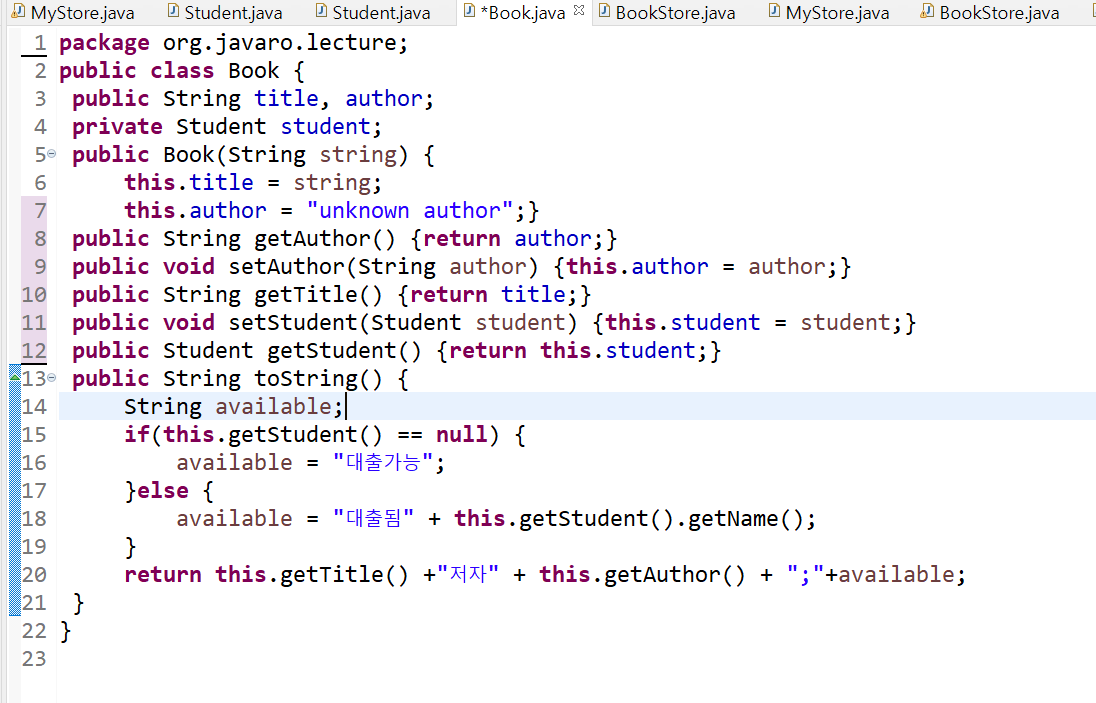 MyStore.java Student.java Student.java *Book.java BookStore.java MyStore.java BookStore.java
1 package org.javaro.lecture;
2 public class Book {
3 public String title, author;
4 private Student student;
5 public Book(String string) {
6 this.title = string;
7 this.author = "unknown author";}
8 public String getAuthor() {return author;}
9 public void setAuthor(String author) {this.author = author;}
10 public String getTitle() {return title;}
11 public void setStudent(Student student) {this.student = student;}
12 public Student getStudent() {return this.student;}
13 public String toString() {
14 String available;
15 if(this.getStudent() == null) {
16 available = "대출가능";
17 }else {
18 available = "대출됨" + this.getStudent().getName();
19 }
20 return this.getTitle() +"저자" + this.getAuthor() + ";"+available;
21 }
22 }
23